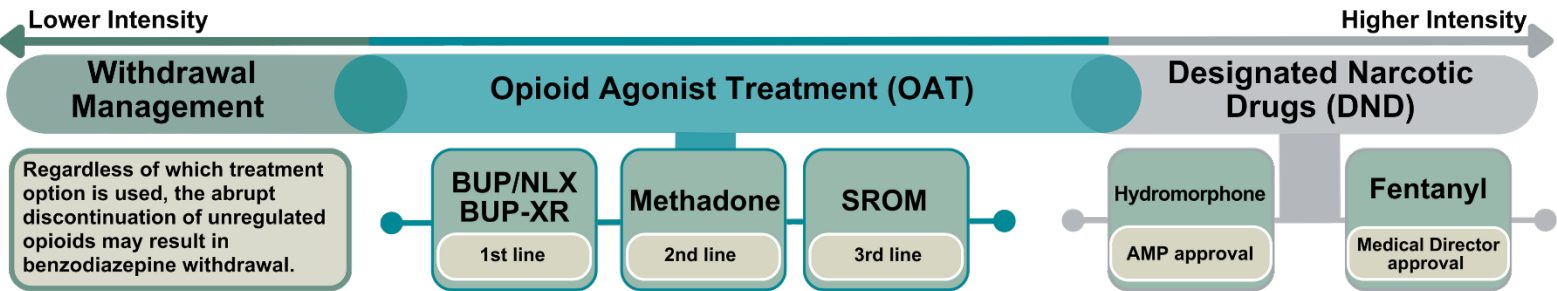 Lower Intensity
Higher Intensity
Withdrawal
Management
Opioid Agonist Treatment (OAT)
Designated Narcotic
Drugs (DND)
Regardless of which treatment
option is used, the abrupt
discontinuation of unregulated
opioids may result in
benzodiazepine withdrawal.
BUP/NLX
BUP-XR
1st line
Methadone
2nd line
SROM
3rd line
Hydromorphone
AMP approval
Fentanyl
Medical Director
approval